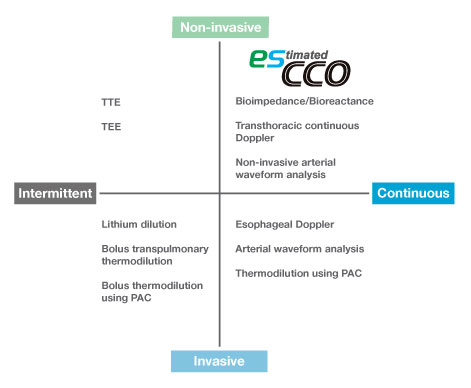 Non-invasive
estimated
CCO
TTE
TEE
Bioimpedance/Bioreactance
Transthoracic continuous
Doppler
Non-invasive arterial
waveform analysis
Intermittent
Continuous
Lithium dilution
Bolus transpulmonary
thermodilution
Bolus thermodilution
using PAC
Esophageal Doppler
Arterial waveform analysis
Thermodilution using PAC
Invasive